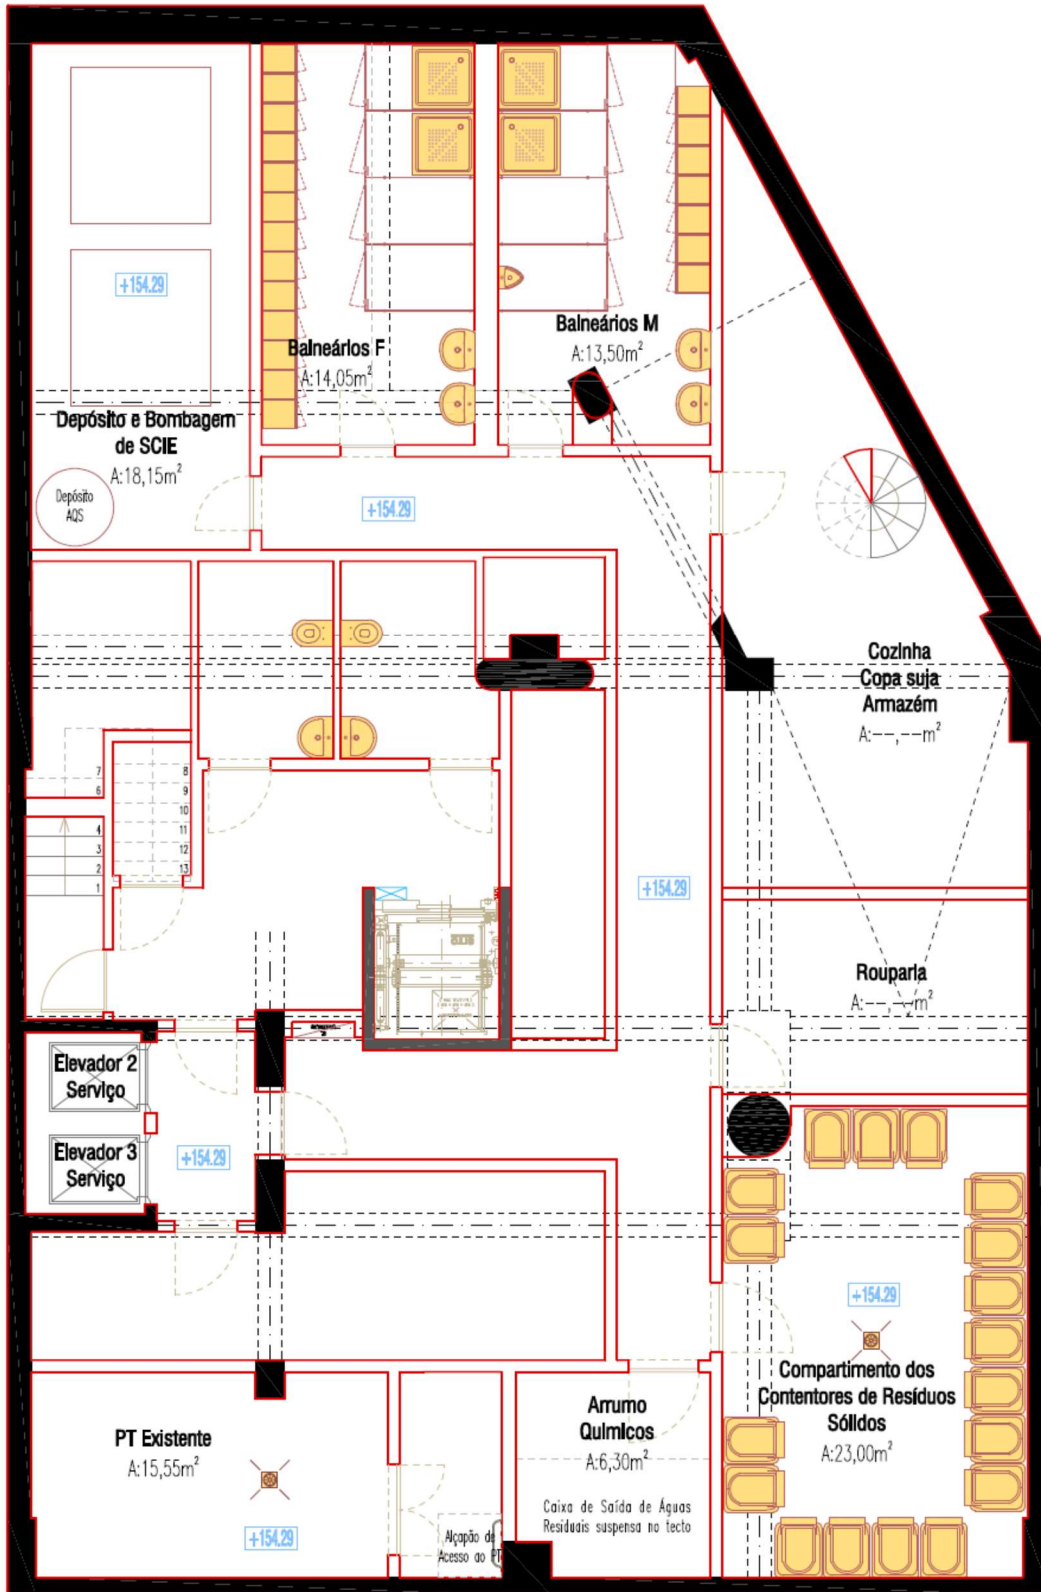 +154.29
Balneários F
A:14,05m²
Balneários M
A:13,50m²
Depósito e Bombagem
de SCIE
A:18,15m²
Depósito
AQS
+154.29
Cozinha
Copa suja
Armazém
A:--,--m²
7
6
4
3
2
1
8
9
10
11
12
13
+154.29
Rouparia
A:--,--m²
Elevador 2
Serviço
Elevador 3
Serviço
+154.29
+154.29
Compartimento dos
Contentores de Resíduos
Sólidos
A:23,00m²
PT Existente
A:15,55m²
+154.29
Arrumo
Químicos
A:6,30m²
Caixa de Saída de Águas
Residuais suspensa no tecto
Alçapão de
Acesso ao PT